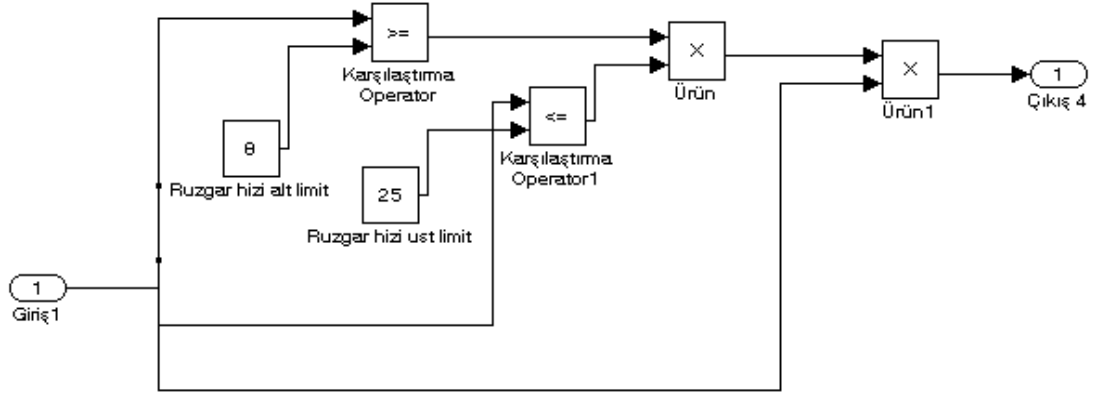 >=
Karşılaştırma
Operator
×
Ürün
×
Ürün1
1
Çıkış 4
<=
Karşılaştırma
Operator1
8
Ruzgar hizi alt limit
25
Ruzgar hizi ust limit
1
Giriş1